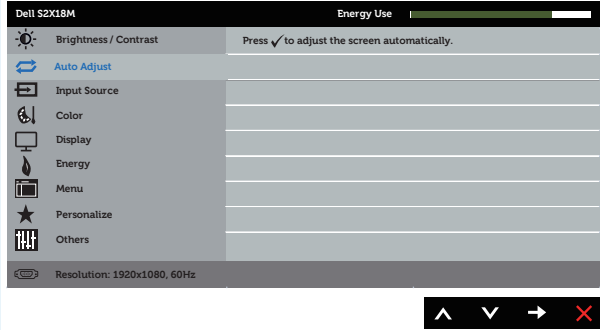 Dell S2X18M
Energy Use
Brightness / Contrast
Press ✓ to adjust the screen automatically.
Auto Adjust
Input Source
Color
Display
Energy
Menu
Personalize
Others
Resolution: 1920x1080, 60Hz